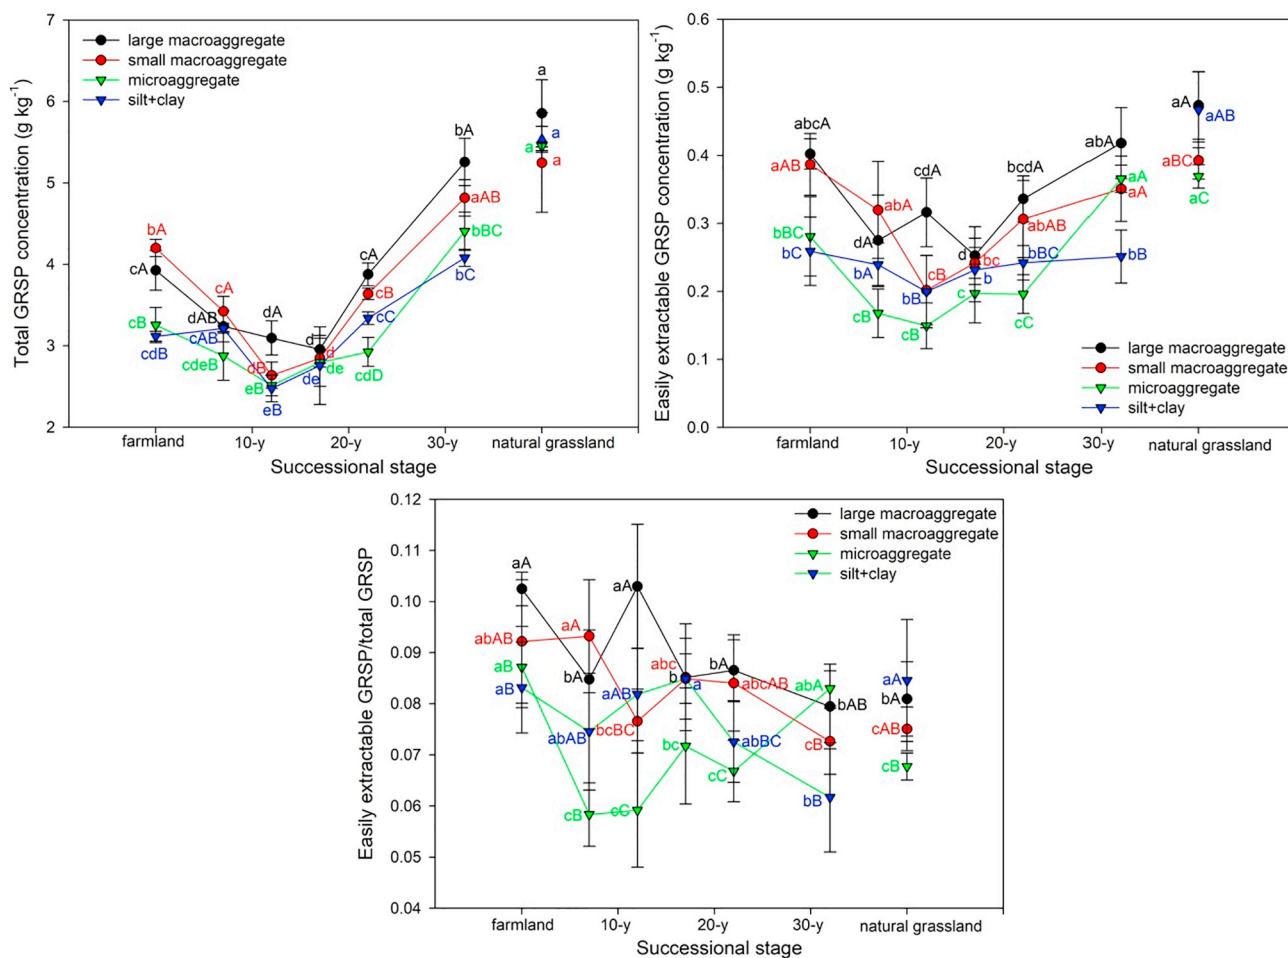 Total GRSP concentration (g kg⁻¹)
7
6
5
4
3
2
large macroaggregate
small macroaggregate
microaggregate
silt+clay
bA
cA
cB
cdB
cA
dAB
cAB
cdeB
dA
dB
eB
eB
d
d
de
de
cA
cB
cC
cdD
bA
aAB
bBC
bC
a
a
a
a
farmland
10-y
20-y
30-y
natural grassland
Successional stage
Easily extractable GRSP concentration (g kg⁻¹)
0.6
0.5
0.4
0.3
0.2
0.1
0.0
abcA
aAB
bBC
bC
abA
dA
bA
cB
cdA
cB
bB
cB
d
bc
b
c
bcdA
abAB
bBC
cC
abA
aA
aA
bB
aA
aAB
aBC
aC
large macroaggregate
small macroaggregate
microaggregate
silt+clay
farmland
10-y
20-y
30-y
natural grassland
Successional stage
Easily extractable GRSP/total GRSP
0.12
0.11
0.10
0.09
0.08
0.07
0.06
0.05
0.04
large macroaggregate
small macroaggregate
microaggregate
silt+clay
aA
abAB
aB
aB
aA
bA
abAB
cB
aA
aAB
bcBC
cC
abc
b
a
bc
bA
abcAB
abBC
cC
abA
bAB
cB
bB
aA
bA
cAB
cB
farmland
10-y
20-y
30-y
natural grassland
Successional stage